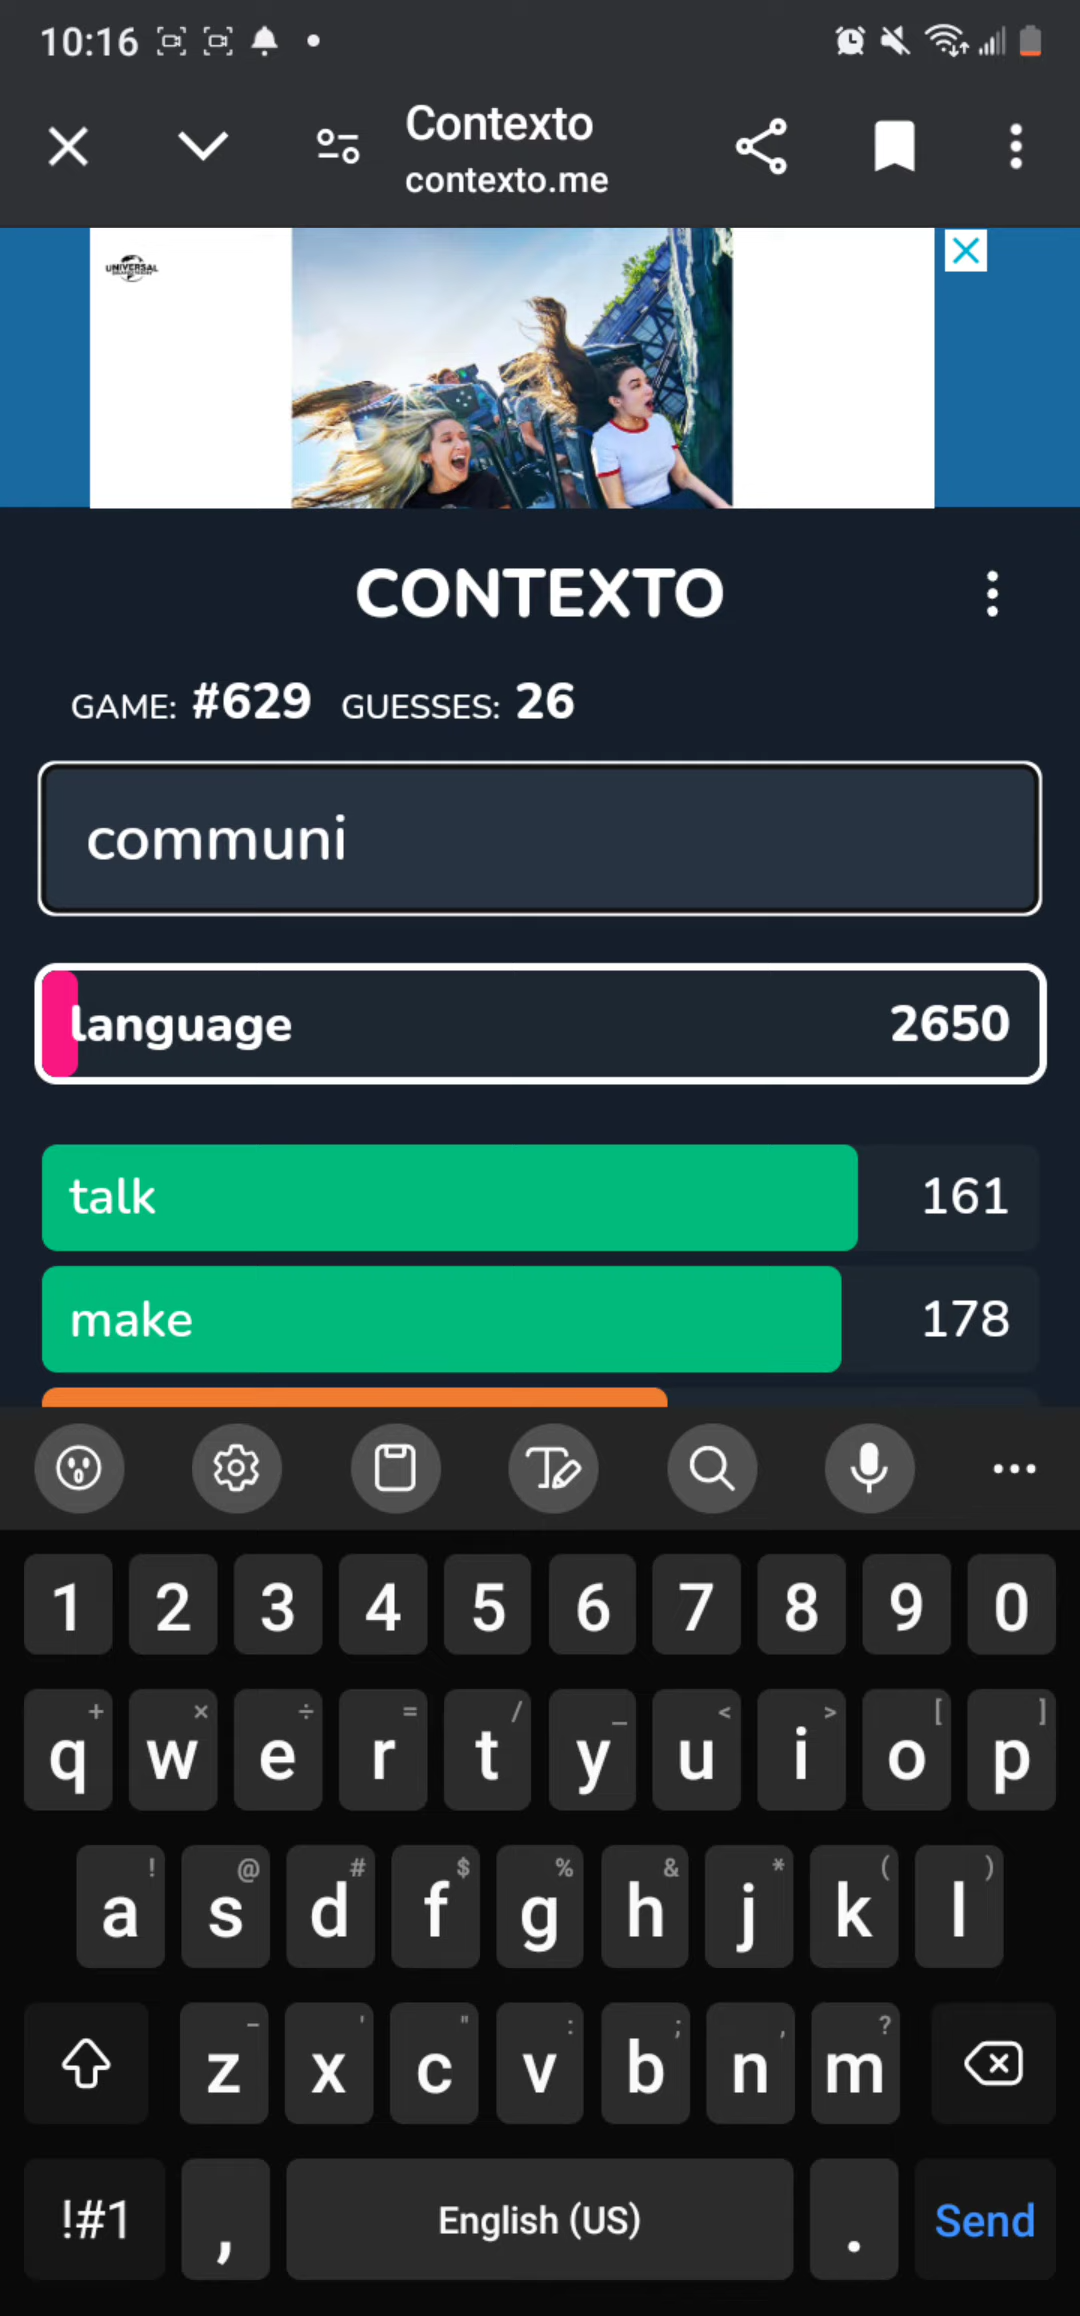 10:16
Contexto
contexto.me
UNIVERSAL
CONTEXTO
GAME: #629 GUESSES: 26
communi
language 2650
talk 161
make 178
1 2 3 4 5 6 7 8 9 0
+ × ÷ = / _ < > [ ]
q w e r t y u i o p
! @ # $ % & * ( )
a s d f g h j k l
- ' " : ; , ?
z x c v b n m
!#1 , English (US) . Send